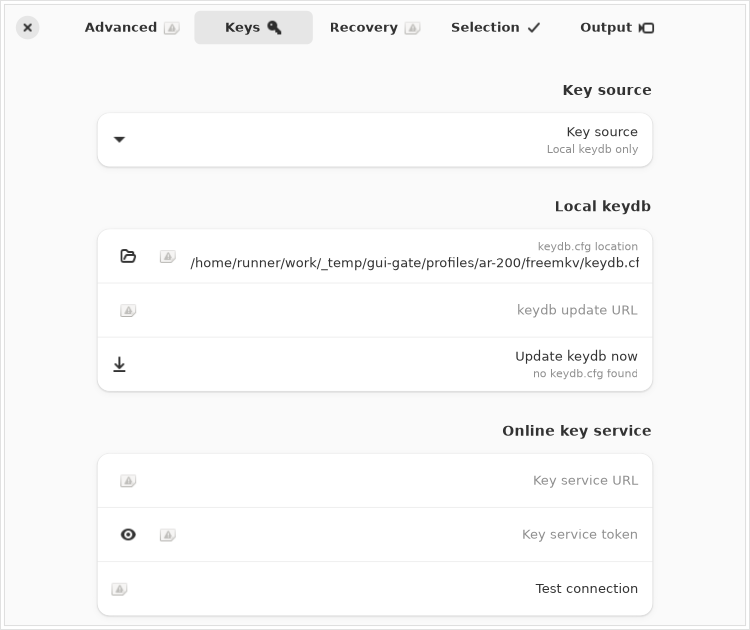 Output
Selection
Recovery
Keys
Advanced
Key source
Key source
Local keydb only
Local keydb
keydb.cfg location
/home/runner/work/_temp/gui-gate/profiles/ar-200/freemkv/keydb.cf
keydb update URL
Update keydb now
no keydb.cfg found
Online key service
Key service URL
Key service token
Test connection